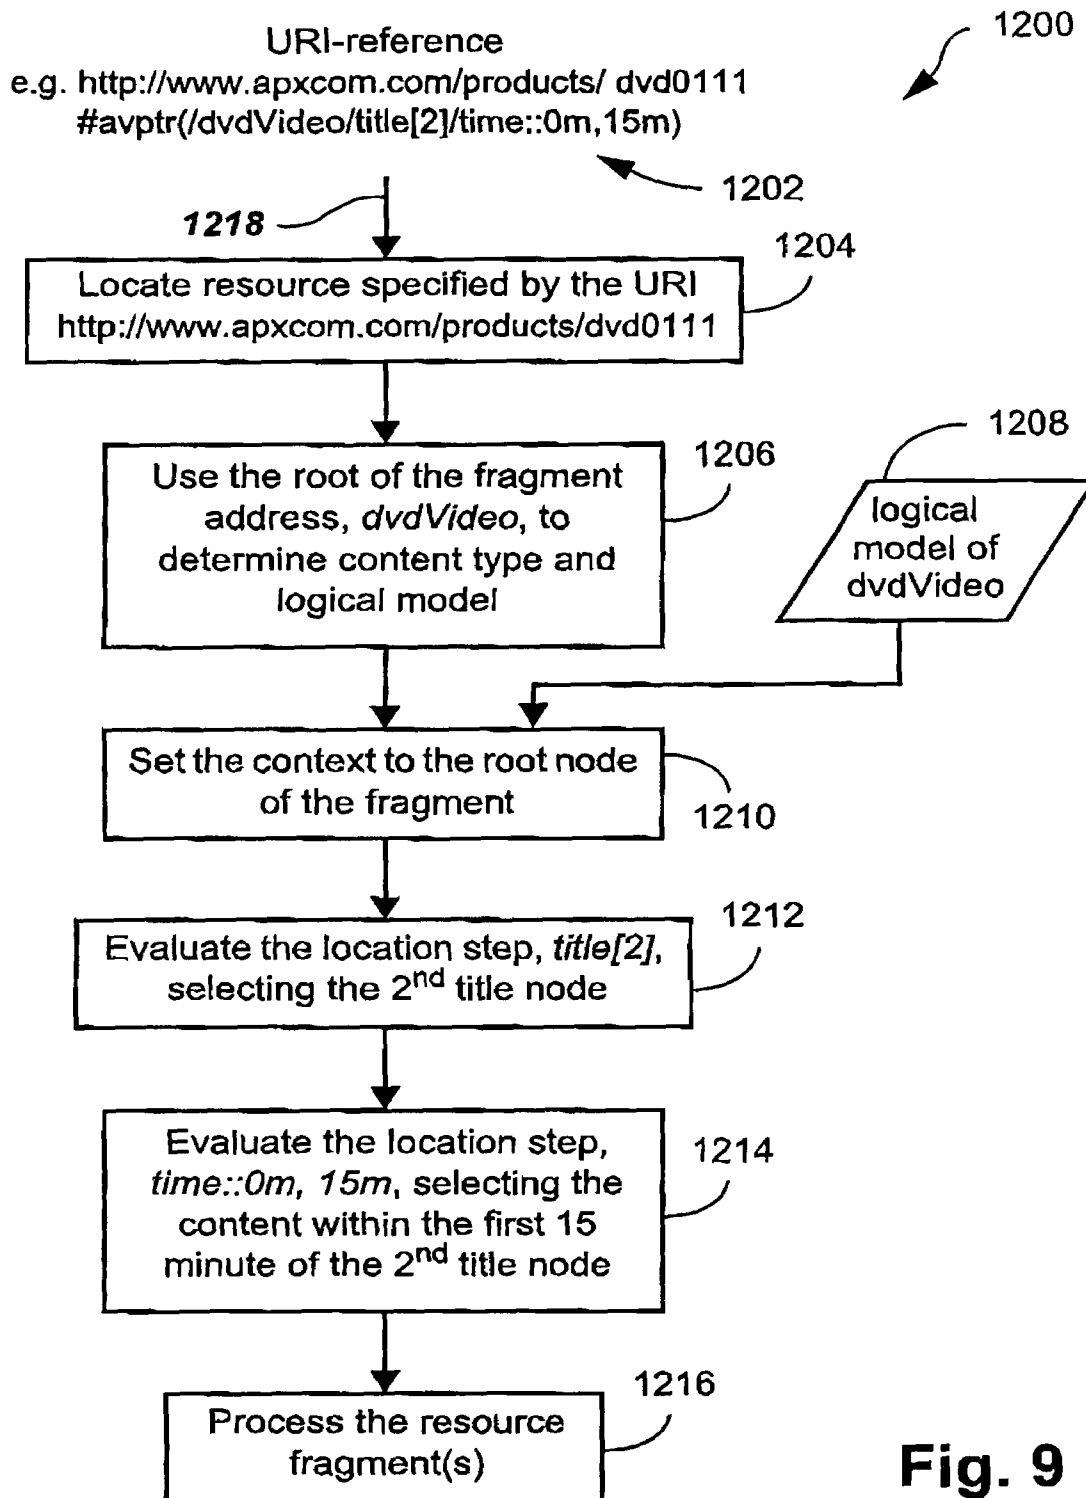 1200
URI-reference
e.g. http://www.apxcom.com/products/ dvd0111
#avptr(/dvdVideo/title[2]/time::0m,15m)
1202
1218
1204
Locate resource specified by the URI
http://www.apxcom.com/products/dvd0111
1206
Use the root of the fragment
address, dvdVideo, to
determine content type and
logical model
1208
logical
model of
dvdVideo
Set the context to the root node
of the fragment
1210
1212
Evaluate the location step, title[2],
selecting the 2nd title node
1214
Evaluate the location step,
time::0m, 15m, selecting the
content within the first 15
minute of the 2nd title node
1216
Process the resource
fragment(s)
Fig. 9